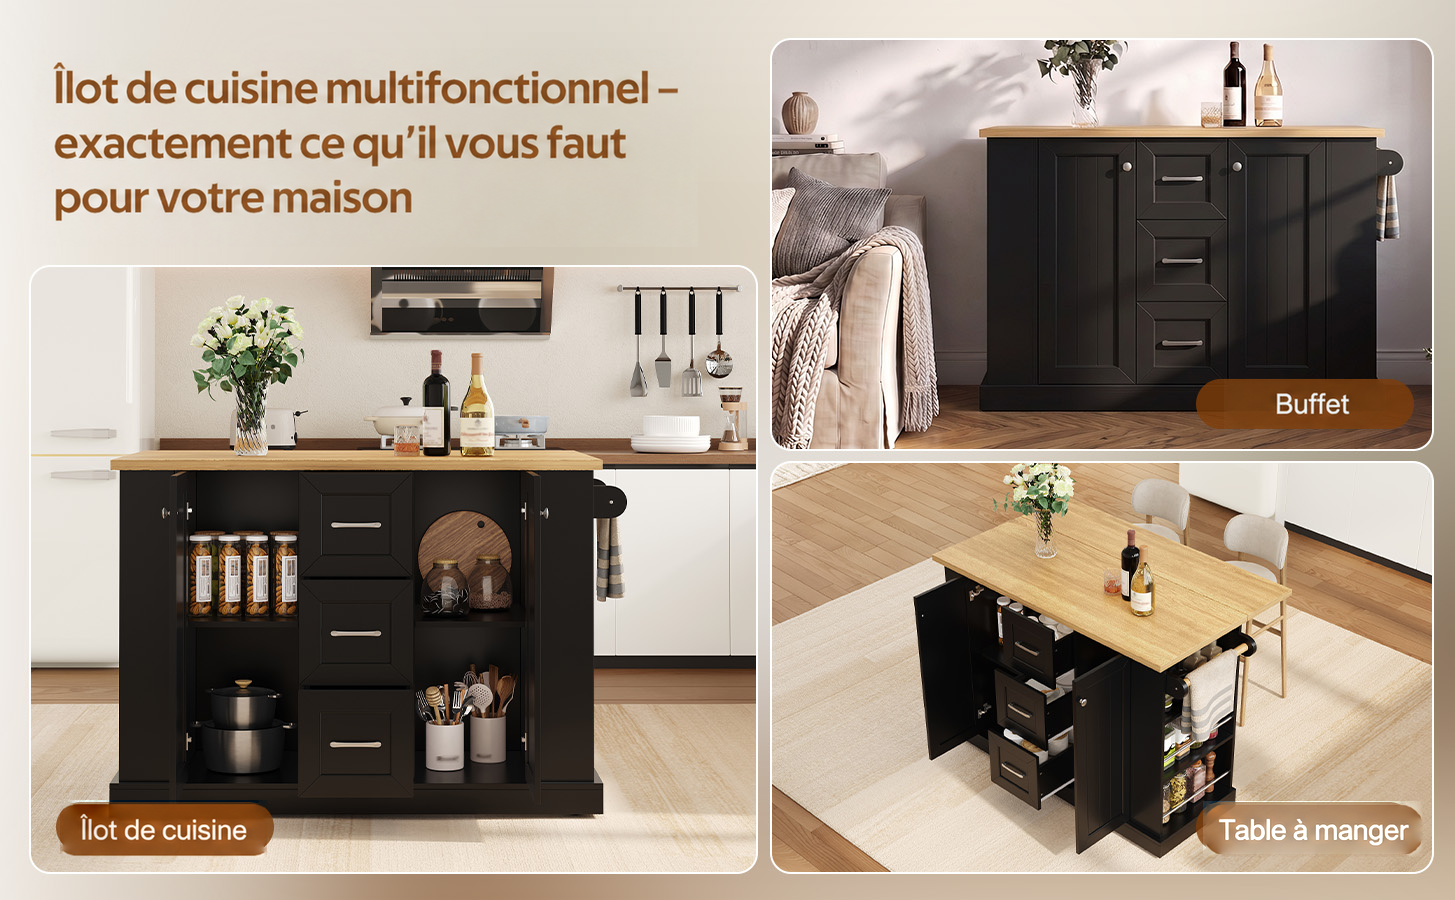 Îlot de cuisine multifonctionnel –
exactement ce qu’il vous faut
pour votre maison
Buffet
Îlot de cuisine
Table à manger